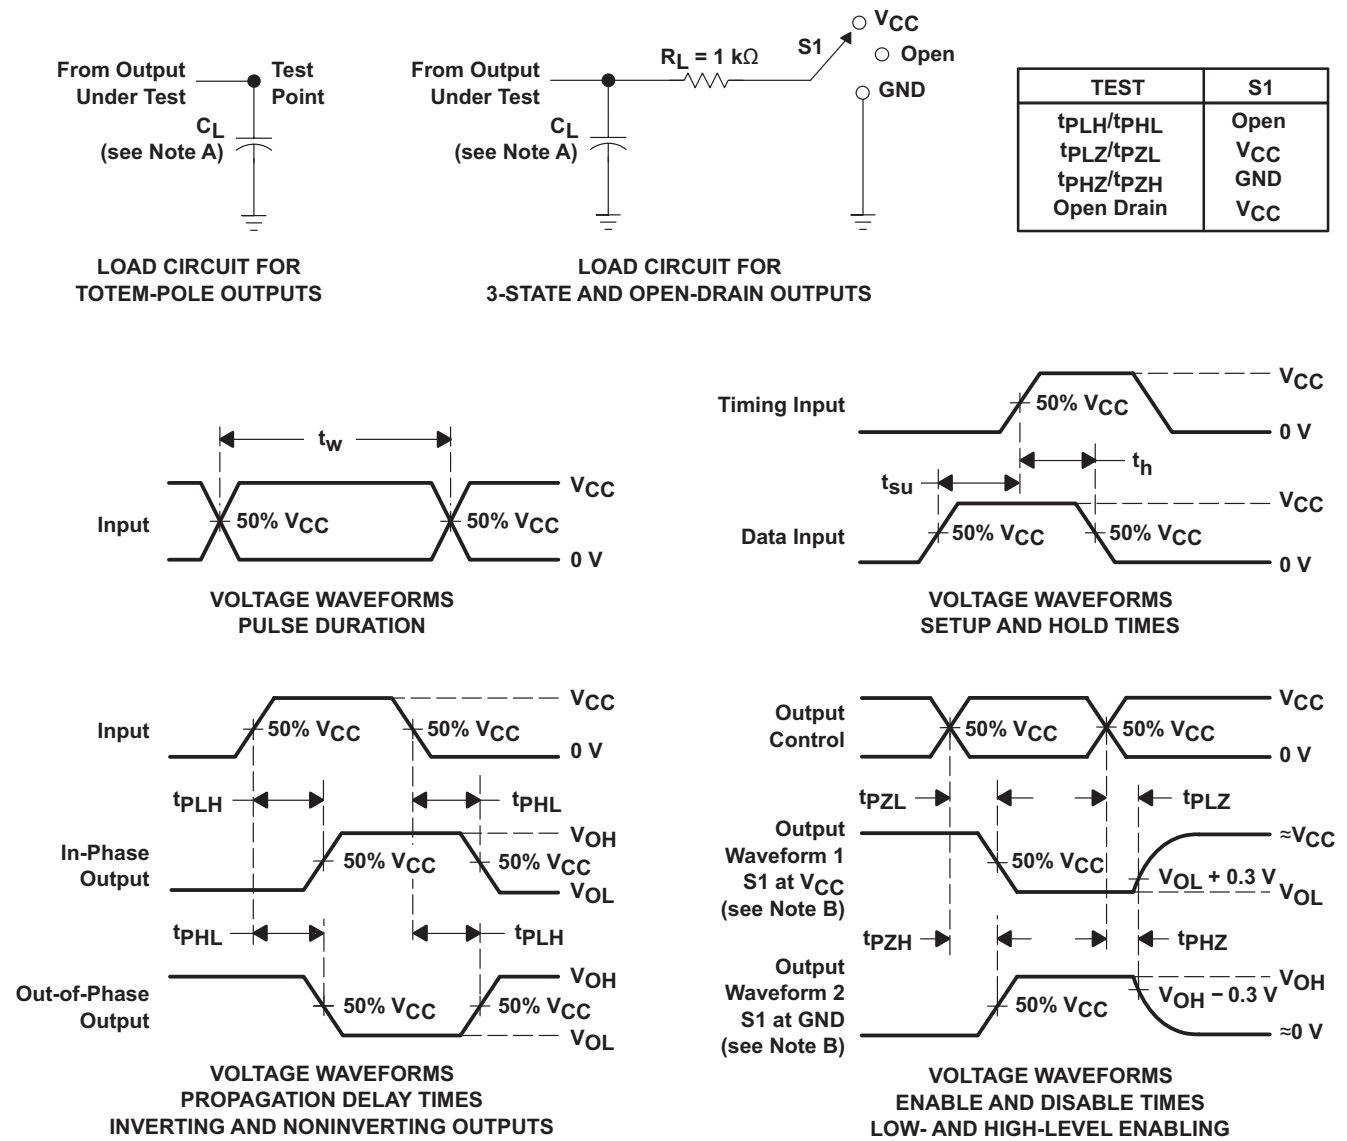 From Output
Under Test
Test
Point
CL
(see Note A)
LOAD CIRCUIT FOR
TOTEM-POLE OUTPUTS
From Output
Under Test
CL
(see Note A)
RL = 1 kΩ
S1
VCC
Open
GND
LOAD CIRCUIT FOR
3-STATE AND OPEN-DRAIN OUTPUTS
TEST S1
tPLH/tPHL Open
tPLZ/tPZL VCC
tPHZ/tPZH GND
Open Drain VCC
tw
Input
50% VCC
50% VCC
VCC
0 V
VOLTAGE WAVEFORMS
PULSE DURATION
Timing Input
50% VCC
VCC
0 V
th
tsu
Data Input
50% VCC
50% VCC
VCC
0 V
VOLTAGE WAVEFORMS
SETUP AND HOLD TIMES
Input
50% VCC
50% VCC
VCC
0 V
tPLH
tPHL
In-Phase
Output
50% VCC
50% VCC
VOH
VOL
tPHL
tPLH
Out-of-Phase
Output
50% VCC
50% VCC
VOH
VOL
VOLTAGE WAVEFORMS
PROPAGATION DELAY TIMES
INVERTING AND NONINVERTING OUTPUTS
Output
Control
50% VCC
50% VCC
VCC
0 V
tPZL
tPLZ
Output
Waveform 1
S1 at VCC
(see Note B)
50% VCC
VOL + 0.3 V
≈VCC
VOL
tPZH
tPHZ
Output
Waveform 2
S1 at GND
(see Note B)
50% VCC
VOH − 0.3 V
VOH
≈0 V
VOLTAGE WAVEFORMS
ENABLE AND DISABLE TIMES
LOW- AND HIGH-LEVEL ENABLING